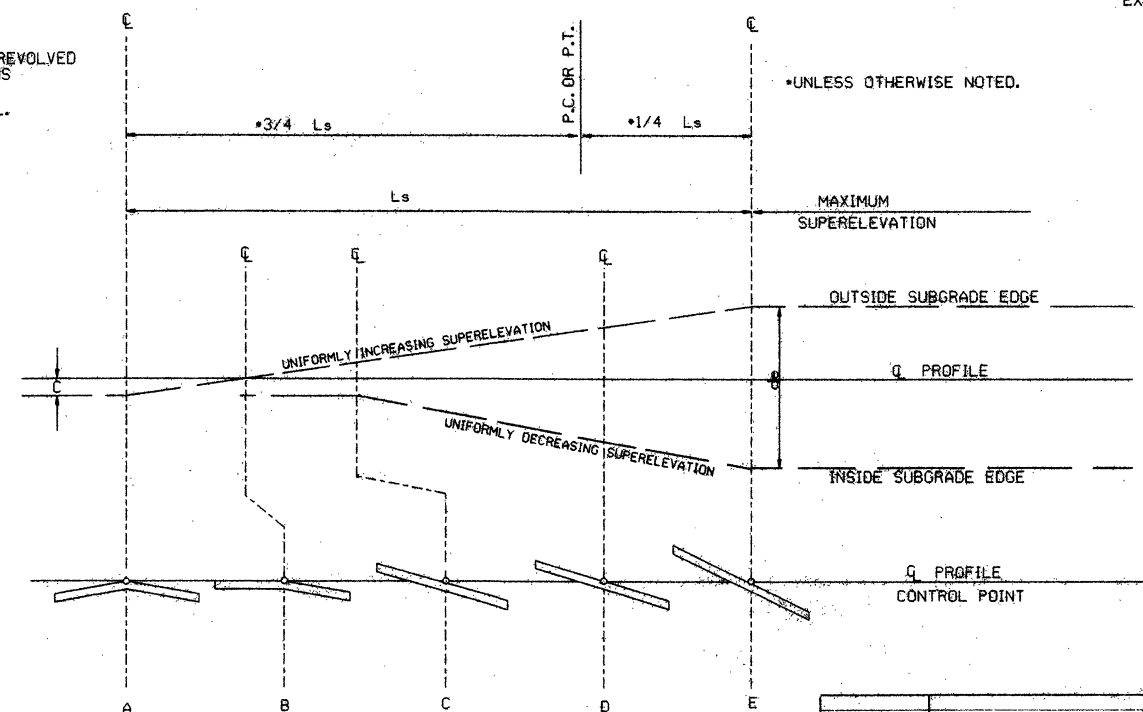 EX
REVOLVED
S
℄
℄
P.C. OR P.T.
*UNLESS OTHERWISE NOTED.
*3/4 Ls
*1/4 Ls
Ls
MAXIMUM
SUPERELEVATION
℄
℄
℄
OUTSIDE SUBGRADE EDGE
UNIFORMLY INCREASING SUPERELEVATION
C
℄ PROFILE
UNIFORMLY DECREASING SUPERELEVATION
INSIDE SUBGRADE EDGE
℄ PROFILE
CONTROL POINT
A
B
C
D
E